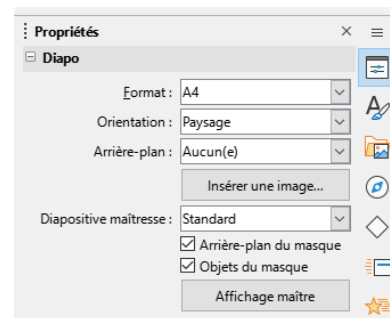 Propriétés
Diapo
Format : A4
Orientation : Paysage
Arrière-plan : Aucun(e)
Insérer une image...
Diapositive maîtresse : Standard
Arrière-plan du masque
Objets du masque
Affichage maître